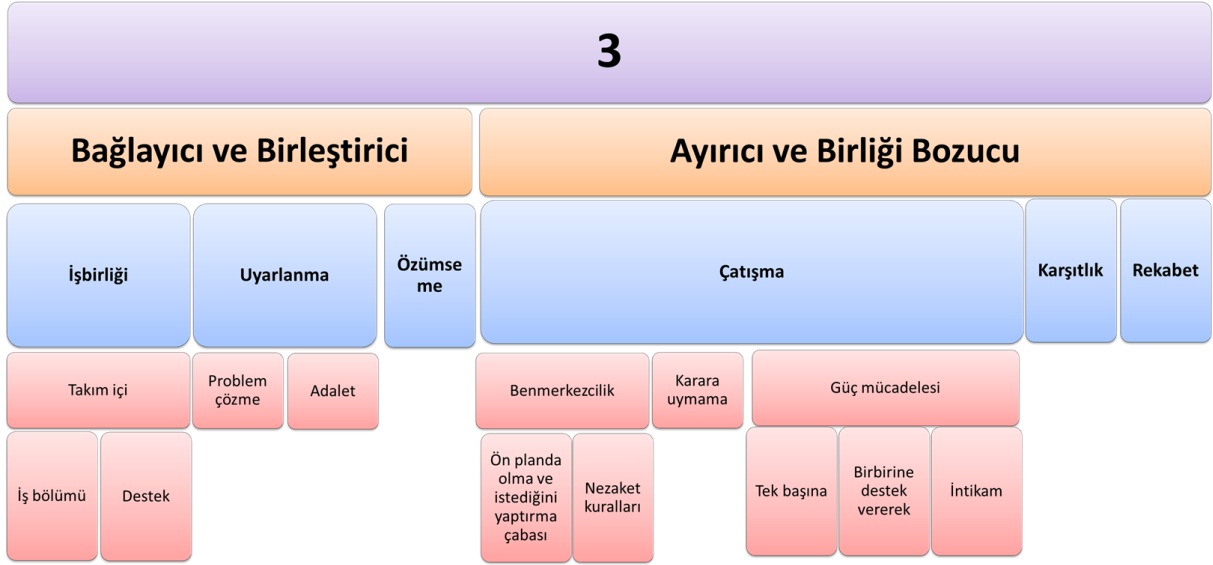 3
Bağlayıcı ve Birleştirici
Ayırıcı ve Birliği Bozucu
İşbirliği
Uyarlanma
Özümse
me
Çatışma
Karşıtlık
Rekabet
Takım içi
Problem
çözme
Adalet
Benmerkezcilik
Karara
uymama
Güç mücadelesi
İş bölümü
Destek
Ön planda
olma ve
istediğini
yaptırma
çabası
Nezaket
kuralları
Tek başına
Birbirine
destek
vererek
İntikam